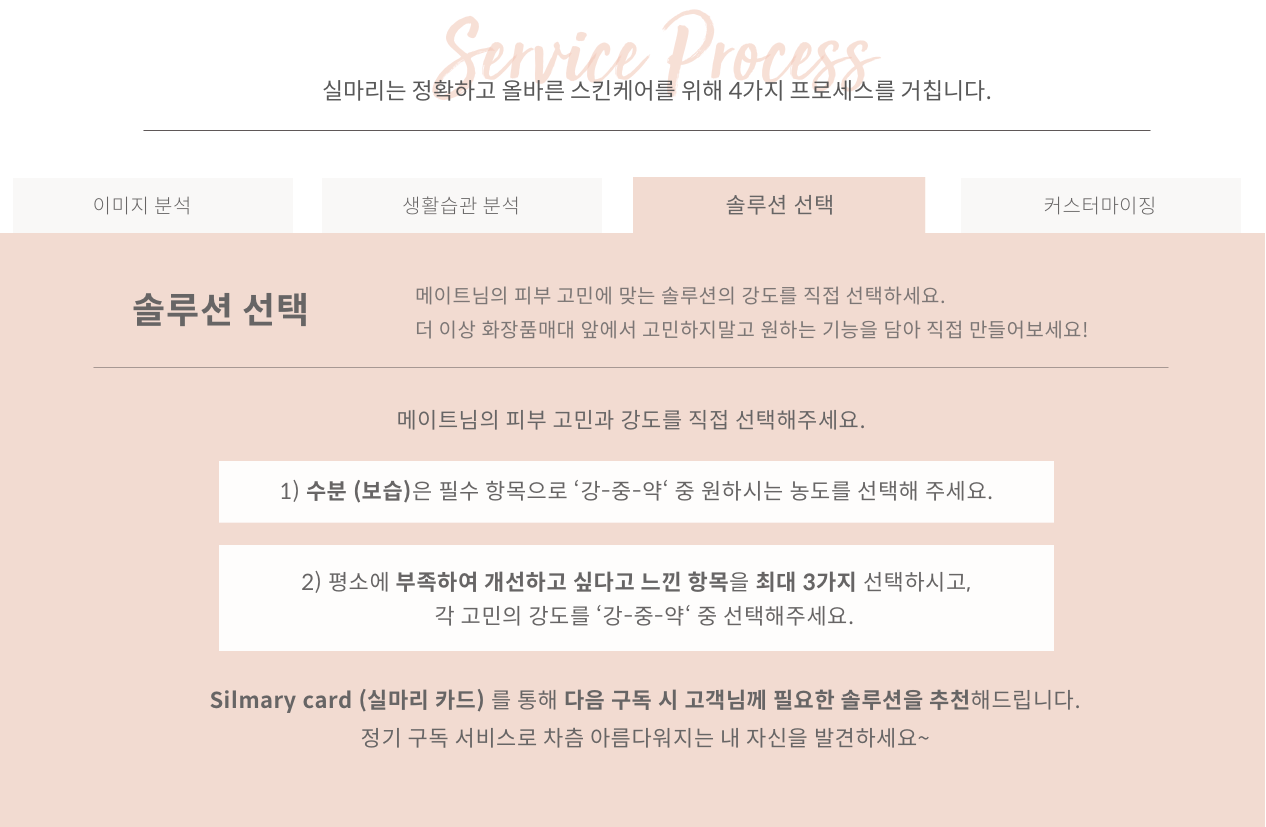 Service Process
실마리는 정확하고 올바른 스킨케어를 위해 4가지 프로세스를 거칩니다.
이미지 분석
생활습관 분석
솔루션 선택
커스터마이징
솔루션 선택
메이트님의 피부 고민에 맞는 솔루션의 강도를 직접 선택하세요.
더 이상 화장품매대 앞에서 고민하지말고 원하는 기능을 담아 직접 만들어보세요!
메이트님의 피부 고민과 강도를 직접 선택해주세요.
1) 수분 (보습)은 필수 항목으로 ‘강-중-약‘ 중 원하시는 농도를 선택해 주세요.
2) 평소에 부족하여 개선하고 싶다고 느낀 항목을 최대 3가지 선택하시고,
각 고민의 강도를 ‘강-중-약‘ 중 선택해주세요.
Silmary card (실마리 카드) 를 통해 다음 구독 시 고객님께 필요한 솔루션을 추천해드립니다.
정기 구독 서비스로 차츰 아름다워지는 내 자신을 발견하세요~